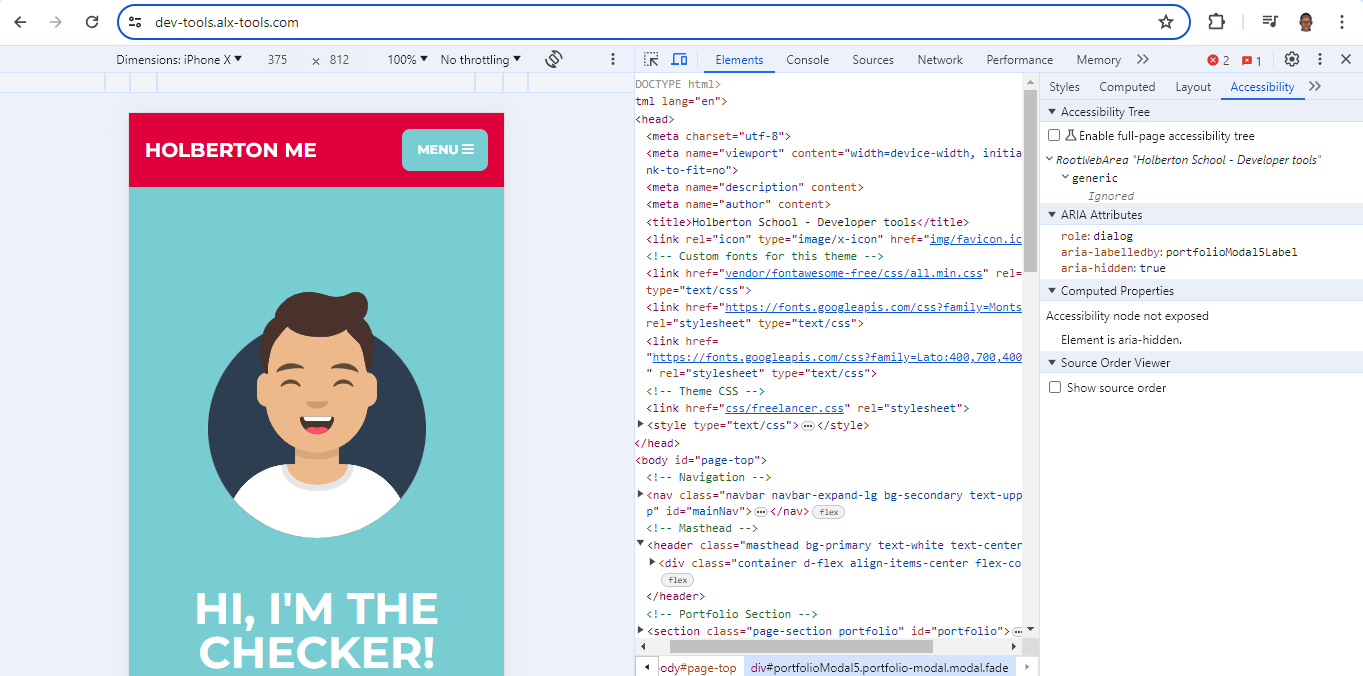 dev-tools.alx-tools.com
Dimensions: iPhone X 375 × 812 100% No throttling
Elements Console Sources Network Performance Memory 2 1
HOLBERTON ME
MENU
HI, I'M THE
CHECKER!
DOCTYPE html>
tml lang="en">
<head>
<meta charset="utf-8">
<meta name="viewport" content="width=device-width, initia
nk-to-fit=no">
<meta name="description" content>
<meta name="author" content>
<title>Holberton School - Developer tools</title>
<link rel="icon" type="image/x-icon" href="img/favicon.ic
<!-- Custom fonts for this theme -->
<link href="vendor/fontawesome-free/css/all.min.css" rel=
type="text/css">
<link href="https://fonts.googleapis.com/css?family=Monts
rel="stylesheet" type="text/css">
<link href=
"https://fonts.googleapis.com/css?family=Lato:400,700,400
" rel="stylesheet" type="text/css">
<!-- Theme CSS -->
<link href="css/freelancer.css" rel="stylesheet">
<style type="text/css">…</style>
</head>
<body id="page-top">
<!-- Navigation -->
<nav class="navbar navbar-expand-lg bg-secondary text-upp
p" id="mainNav">…</nav> flex
<!-- Masthead -->
<header class="masthead bg-primary text-white text-center
<div class="container d-flex align-items-center flex-co
flex
</header>
<!-- Portfolio Section -->
<section class="page-section portfolio" id="portfolio">…
ody#page-top div#portfolioModal5.portfolio-modal.modal.fade
Styles Computed Layout Accessibility
Accessibility Tree
Enable full-page accessibility tree
RootWebArea "Holberton School - Developer tools"
generic
Ignored
ARIA Attributes
role: dialog
aria-labelledby: portfolioModal5Label
aria-hidden: true
Computed Properties
Accessibility node not exposed
Element is aria-hidden.
Source Order Viewer
Show source order